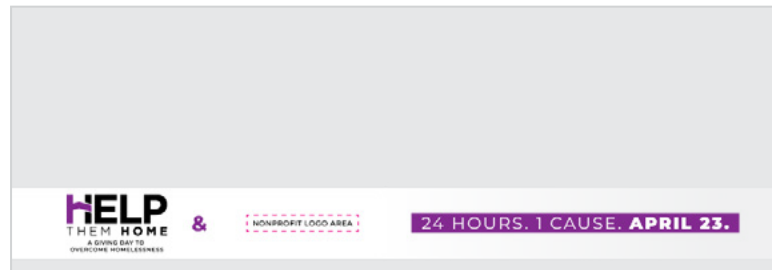 HELP
THEM HOME
A GIVING DAY TO
OVERCOME HOMELESSNESS
&
NONPROFIT LOGO AREA
24 HOURS. 1 CAUSE. APRIL 23.